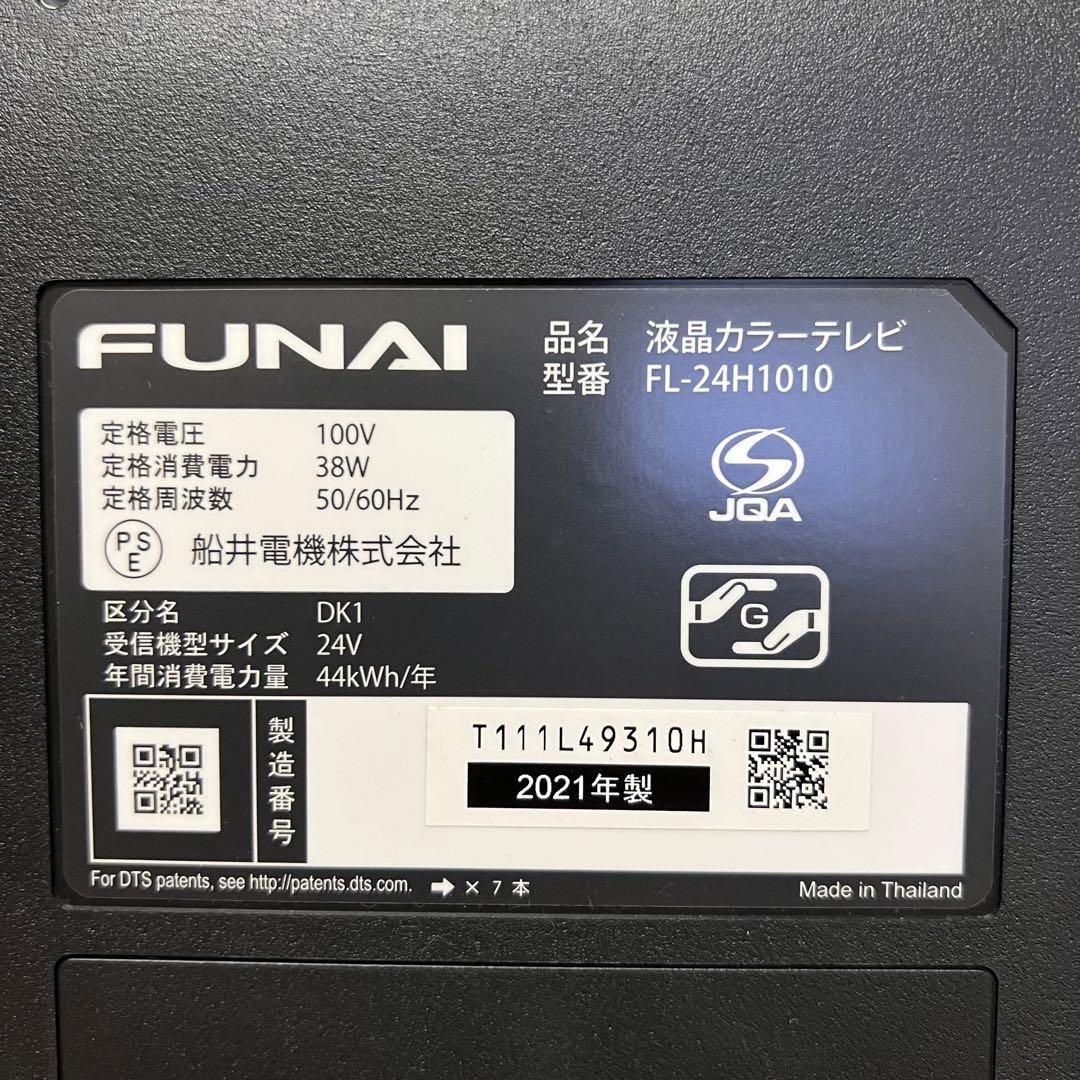 FUNAI
品名 液晶カラーテレビ
型番 FL-24H1010
定格電圧 100V
定格消費電力 38W
定格周波数 50/60Hz
PSE 船井電機株式会社
JQA
G
区分名 DK1
受信機型サイズ 24V
年間消費電力量 44kWh/年
製造番号
T111L49310H
2021年製
For DTS patents, see http://patents.dts.com. ➡ × 7 本
Made in Thailand